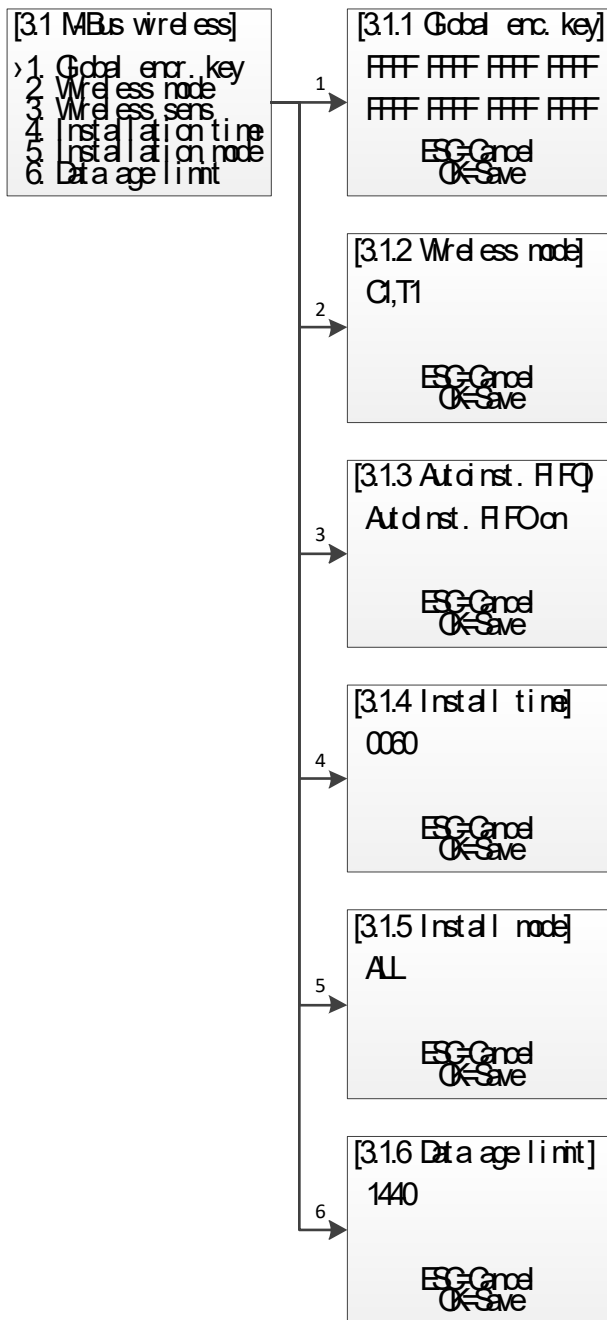 [3.1 M-Bus wireless]
›1. Global encr. key
2. Wireless mode
3. Wireless sens
4. Installation time
5. Installation mode
6. Data age limit
1
[3.1.1 Global enc. key]
FFFF FFFF FFFF FFFF
FFFF FFFF FFFF FFFF
ESC=Cancel
OK=Save
2
[3.1.2 Wireless mode]
C1,T1
ESC=Cancel
OK=Save
3
[3.1.3 Autoinst. FIFO]
AutoInst. FIFO on
ESC=Cancel
OK=Save
4
[3.1.4 Install time]
0060
ESC=Cancel
OK=Save
5
[3.1.5 Install mode]
ALL
ESC=Cancel
OK=Save
6
[3.1.6 Data age limit]
1440
ESC=Cancel
OK=Save